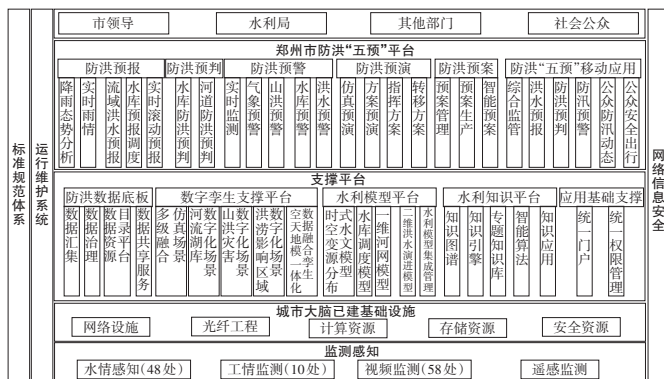 市领导 水利局 其他部门 社会公众
郑州市防洪“五预”平台
防洪预报 防洪预判 防洪预警 防洪预演 防洪预案 防洪“五预”移动应用
降雨态势分析
实时雨情
流域洪水预报
水库预报调度
实时滚动预报
水库防洪预判
河道防洪预判
实时监测
气象预警
山洪预警
水库预警
洪水预警
仿真预演
方案预演
指挥方案
转移方案
预案管理
预案生产
智能预案
综合监管
洪水预报
防洪预判
防汛预警
公众防汛动态
公众安全出行
标准规范体系
运行维护系统
网络信息安全
支撑平台
防洪数据底板 数字孪生支撑平台 水利模型平台 水利知识平台 应用基础支撑
数据汇集
数据治理
数据资源
目录平台
数据共享服务
多级融合
仿真场景
河流湖库
数字化场景
山洪灾害
数字化场景
洪涝影响区域
数字化场景
空天地模一体化
数据融合孪生
时空变源分布
式水文模型
水库调度模型
一维河网模型
二维洪水演进模型
水利模型集成管理
知识图谱
知识引擎
专题知识库
智能算法
知识应用
统一门户
统一权限管理
城市大脑已建基础设施
网络设施 光纤工程 计算资源 存储资源 安全资源
监测感知
水情感知(48处) 工情监测(10处) 视频监测(58处) 遥感监测